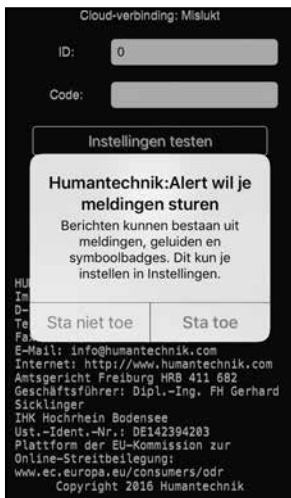 Cloud-verbinding: Mislukt
ID: 0
Code:
Instellingen testen
Humantechnik:Alert wil je
meldingen sturen
Berichten kunnen bestaan uit
meldingen, geluiden en
symboolbadges. Dit kun je
instellen in Instellingen.
Sta niet toe
Sta toe
HU
Im
D-
Te
Fa
E-Mail: info@humantechnik.com
Internet: http://www.humantechnik.com
Amtsgericht Freiburg HRB 411 682
Geschäftsführer: Dipl.-Ing. FH Gerhard
Sicklinger
IHK Hochrhein Bodensee
Ust.-Ident.-Nr.: DE142394203
Plattform der EU-Kommission zur
Online-Streitbeilegung:
www.ec.europa.eu/consumers/odr
Copyright 2016 Humantechnik